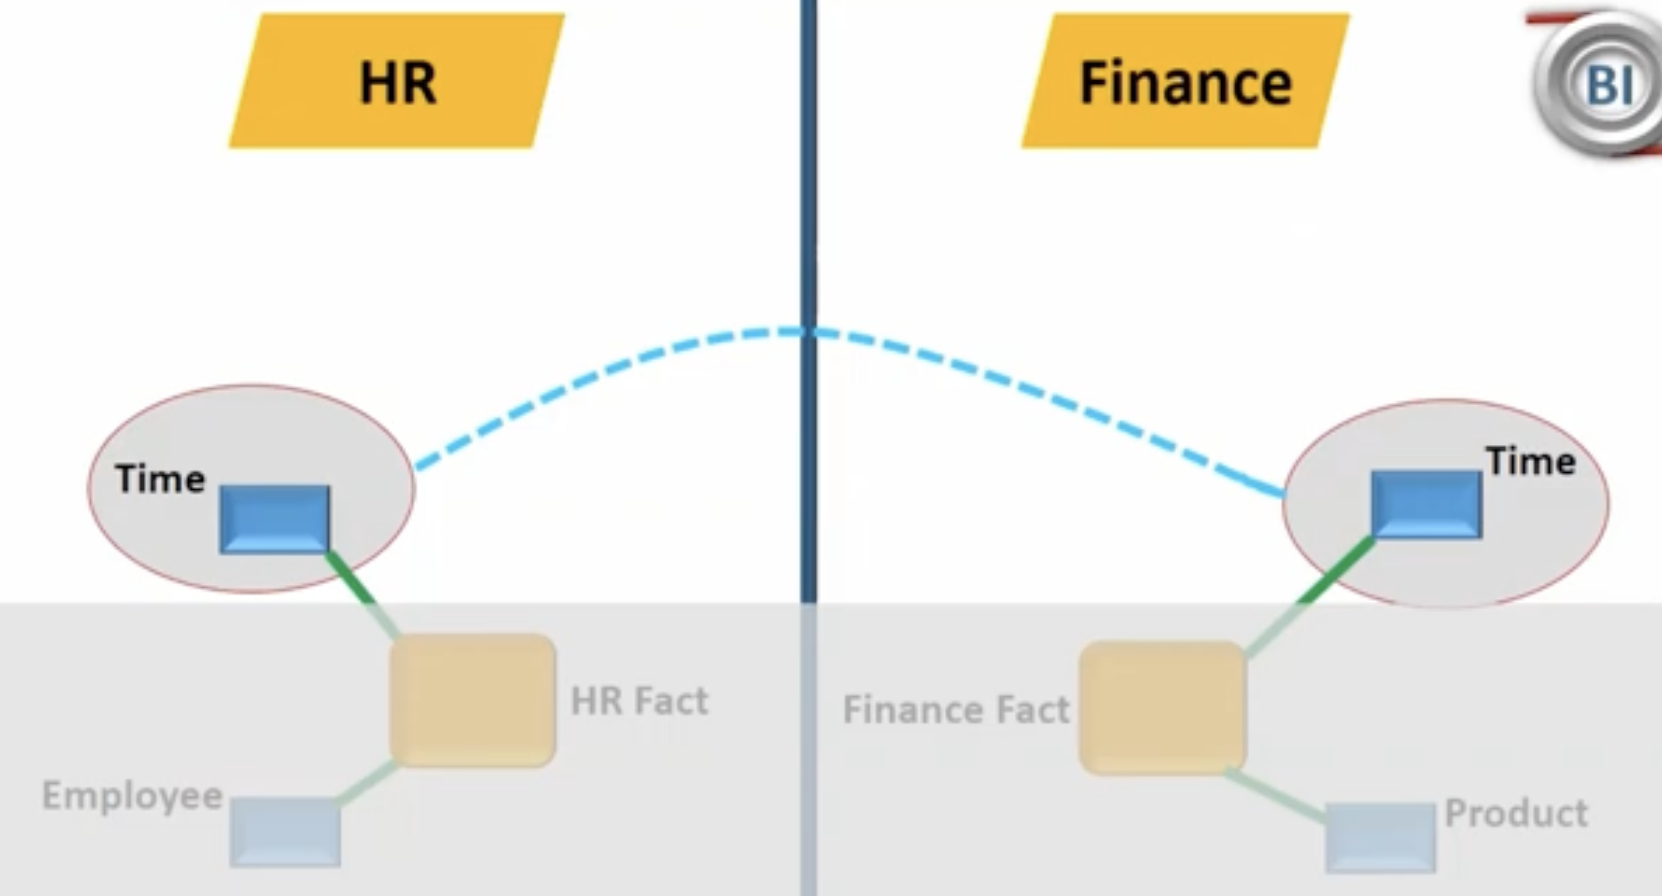 HR
Finance
BI
Time
Time
HR Fact
Finance Fact
Employee
Product